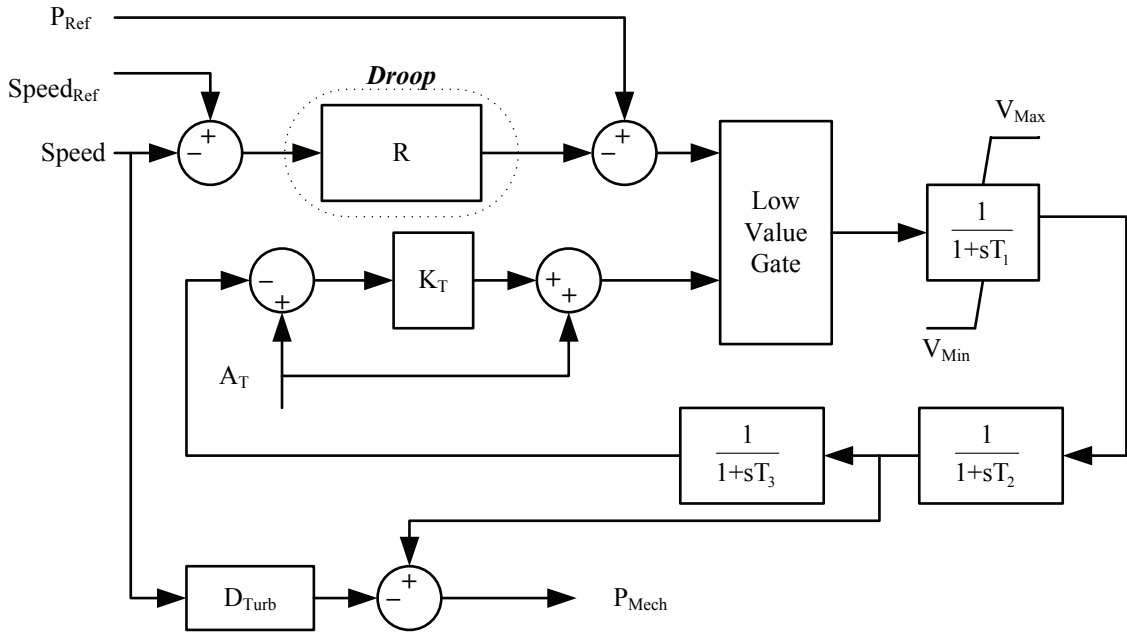 P_Ref
Speed_Ref
Droop
+
−
Speed
R
+
−
V_Max
Low
Value
Gate
1
1+sT_1
V_Min
−
+
K_T
+
+
A_T
1
1+sT_3
1
1+sT_2
D_Turb
+
−
P_Mech